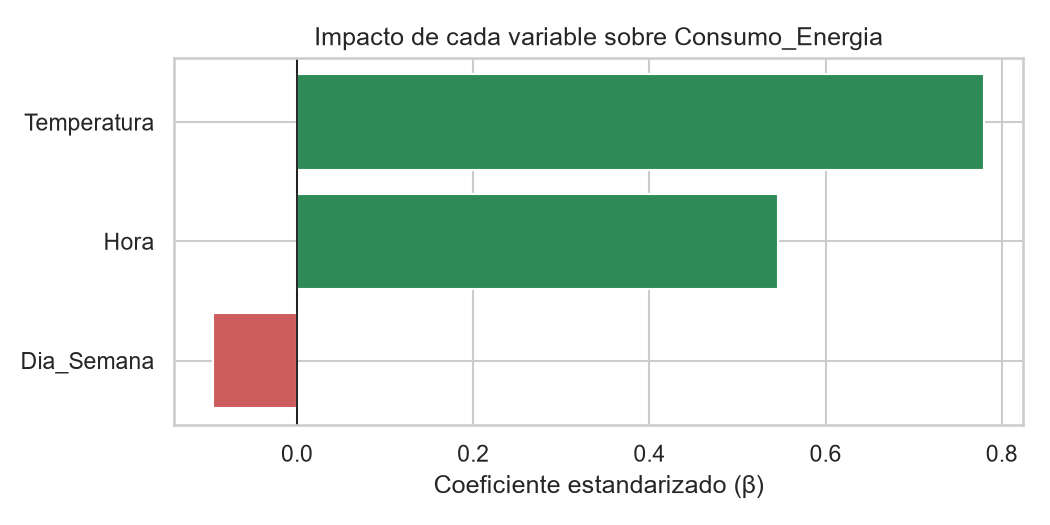 Impacto de cada variable sobre Consumo_Energia
Temperatura
Hora
Dia_Semana
0.0 0.2 0.4 0.6 0.8
Coeficiente estandarizado (β)